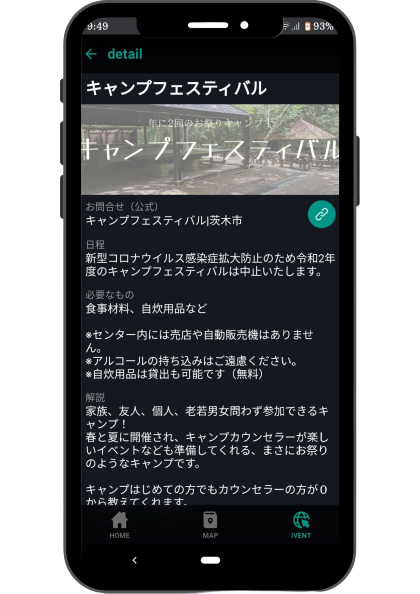 9:49
93%
detail
キャンプフェスティバル
年に2回のお祭りキャンプ！
キャンプフェスティバル
お問合せ（公式）
キャンプフェスティバル|茨木市
日程
新型コロナウイルス感染症拡大防止のため令和2年
度のキャンプフェスティバルは中止いたします。
必要なもの
食事材料、自炊用品など
※センター内には売店や自動販売機はありませ
ん。
※アルコールの持ち込みはご遠慮ください。
※自炊用品は貸出も可能です（無料）
解説
家族、友人、個人、老若男女問わず参加できるキ
ャンプ！
春と夏に開催され、キャンプカウンセラーが楽し
いイベントなども準備してくれる、まさにお祭り
のようなキャンプです。
キャンプはじめての方でもカウンセラーの方が０
から教えてくれます。
HOME
MAP
IVENT